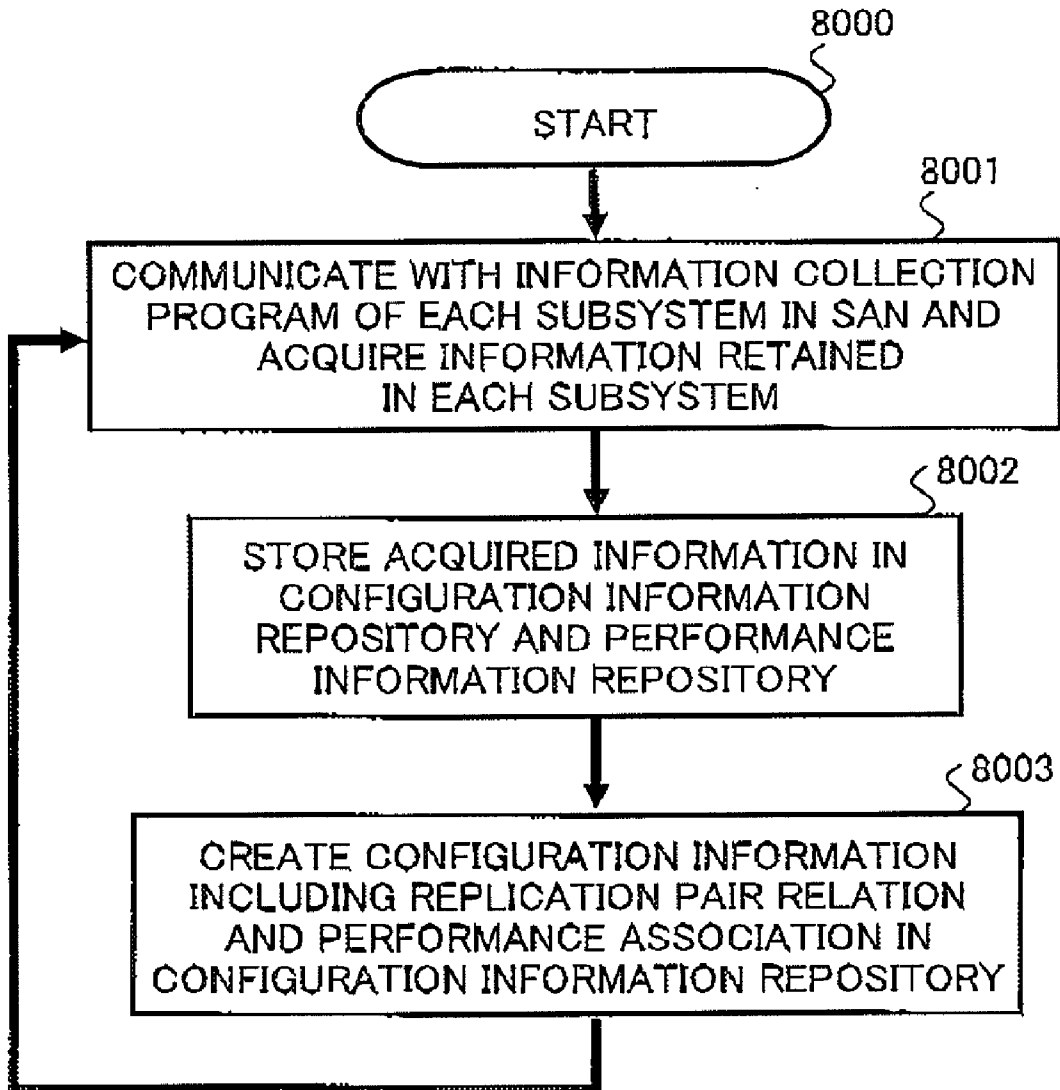 8000
START
8001
COMMUNICATE WITH INFORMATION COLLECTION
PROGRAM OF EACH SUBSYSTEM IN SAN AND
ACQUIRE INFORMATION RETAINED
IN EACH SUBSYSTEM
8002
STORE ACQUIRED INFORMATION IN
CONFIGURATION INFORMATION
REPOSITORY AND PERFORMANCE
INFORMATION REPOSITORY
8003
CREATE CONFIGURATION INFORMATION
INCLUDING REPLICATION PAIR RELATION
AND PERFORMANCE ASSOCIATION IN
CONFIGURATION INFORMATION REPOSITORY